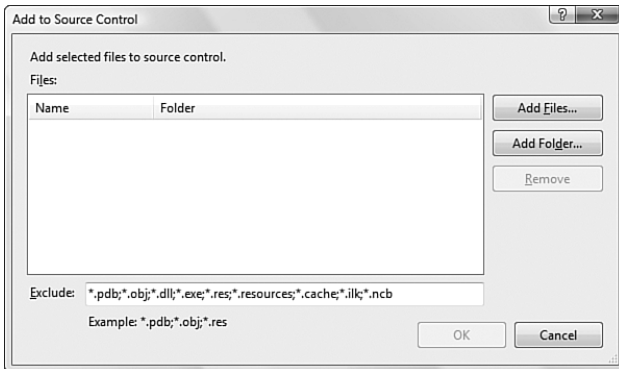 Add to Source Control
Add selected files to source control.
Files:
Name Folder
Add Files...
Add Folder...
Remove
Exclude: *.pdb;*.obj;*.dll;*.exe;*.res;*.resources;*.cache;*.ilk;*.ncb
Example: *.pdb;*.obj;*.res
OK Cancel